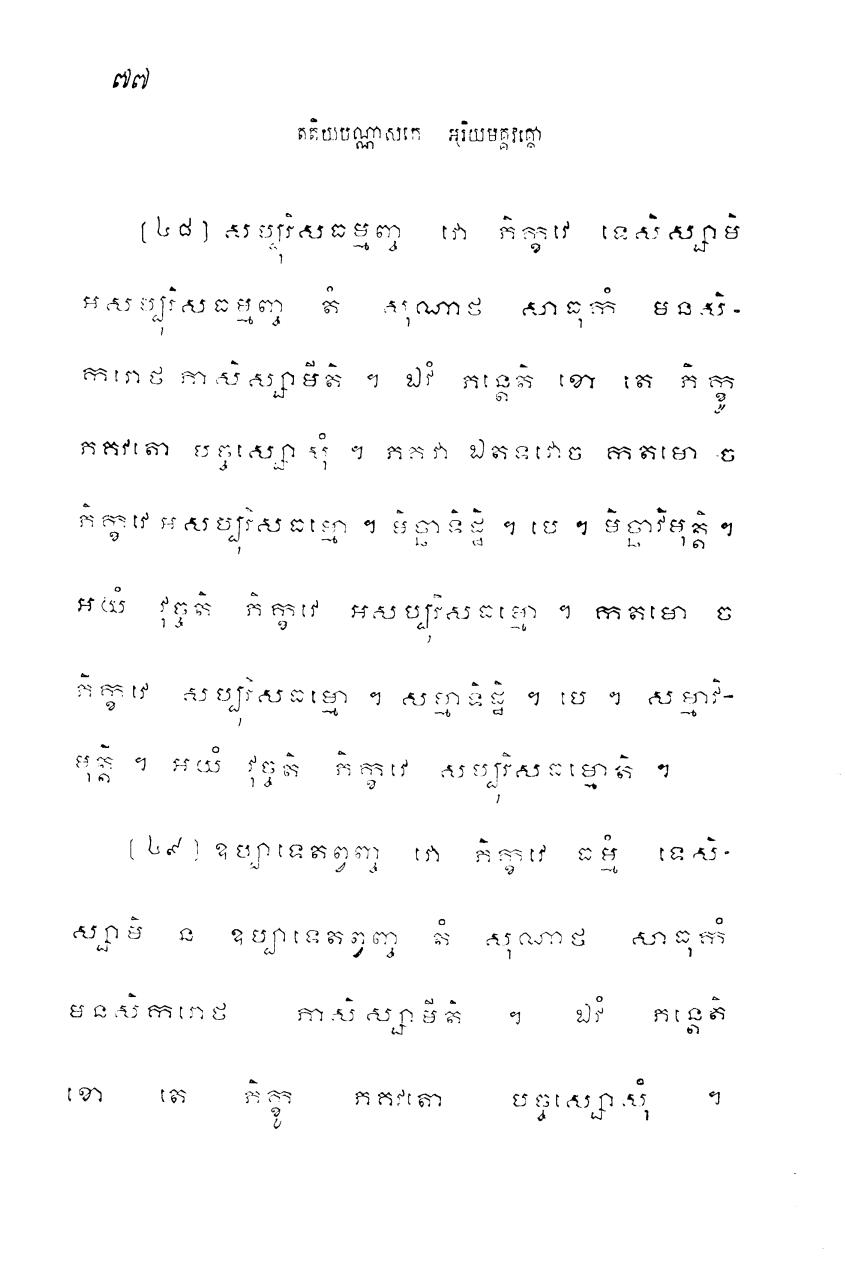 ៧៧
តតិយបណ្ណាសកេ អរិយមគ្គវគ្គោ
[៤៨] សប្បុរិសធម្មញ្ច វោ ភិក្ខវេ ទេសិស្សាមិ
អសប្បុរិសធម្មញ្ច តំ សុណាថ សាធុកំ មនសិ-
ករោថ ភាសិស្សាមីតិ ។ ឯវំ ភន្តេតិ ខោ តេ ភិក្ខូ
ភគវតោ បច្ចស្សោសុំ ។ ភគវា ឯតទវោច កតមោ ច
ភិក្ខវេ អសប្បុរិសធម្មោ ។ មិច្ឆាទិដ្ឋិ ។ បេ ។ មិច្ឆាវិមុត្តិ ។
អយំ វុច្ចតិ ភិក្ខវេ អសប្បុរិសធម្មោ ។ កតមោ ច
ភិក្ខវេ សប្បុរិសធម្មោ ។ សម្មាទិដ្ឋិ ។ បេ ។ សម្មាវិ-
មុត្តិ ។ អយំ វុច្ចតិ ភិក្ខវេ សប្បុរិសធម្មោតិ ។
[៤៩] ឧប្បាទេតព្វញ្ច វោ ភិក្ខវេ ធម្មំ ទេសិ-
ស្សាមិ ន ឧប្បាទេតព្វញ្ច តំ សុណាថ សាធុកំ
មនសិករោថ ភាសិស្សាមីតិ ។ ឯវំ ភន្តេតិ
ខោ តេ ភិក្ខូ ភគវតោ បច្ចស្សោសុំ ។